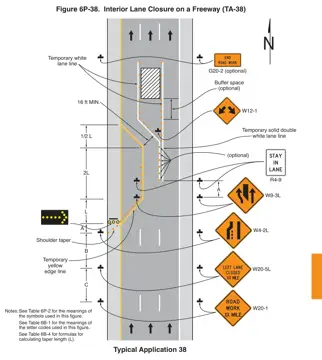 Figure 6P-38. Interior Lane Closure on a Freeway (TA-38)
N
Temporary white
lane line
END
ROAD WORK
G20-2 (optional)
Buffer space
(optional)
16 ft MIN.
W12-1
Temporary solid double
white lane line
1/2 L
(optional)
STAY
IN
LANE
R4-9
2L
A
W9-3L
L
A
W4-2L
Shoulder taper
B
Temporary
yellow
edge line
LEFT LANE
CLOSED
XX MILE
W20-5L
C
ROAD
WORK
XX MILE
W20-1
Notes: See Table 6P-2 for the meanings of
the symbols used in this figure.
See Table 6B-1 for the meanings of
the letter codes used in this figure.
See Table 6B-4 for formulas for
calculating taper length (L).
Typical Application 38